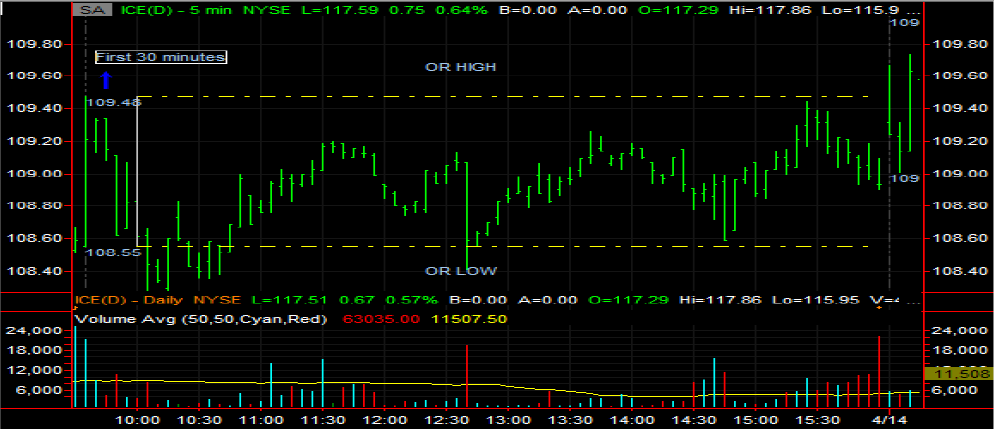 SA ICE(D) - 5 min NYSE L=117.59 0.75 0.64% B=0.00 A=0.00 O=117.29 Hi=117.86 Lo=115.9 ...
109
109.80 109.80
First 30 minutes
OR HIGH
109.60 109.60
109.48
109.40 109.40
109.20 109.20
109.00 109.00
109
108.80 108.80
108.60 108.60
108.55
108.40 OR LOW 108.40
ICE(D) - Daily NYSE L=117.51 0.67 0.57% B=0.00 A=0.00 O=117.29 Hi=117.86 Lo=115.95 ...
Volume Avg (50,50,Cyan,Red) 63035.00 11507.50
24,000 24,000
18,000 18,000
12,000
11,508
6,000 6,000
10:00 10:30 11:00 11:30 12:00 12:30 13:00 13:30 14:00 14:30 15:00 15:30 4/14